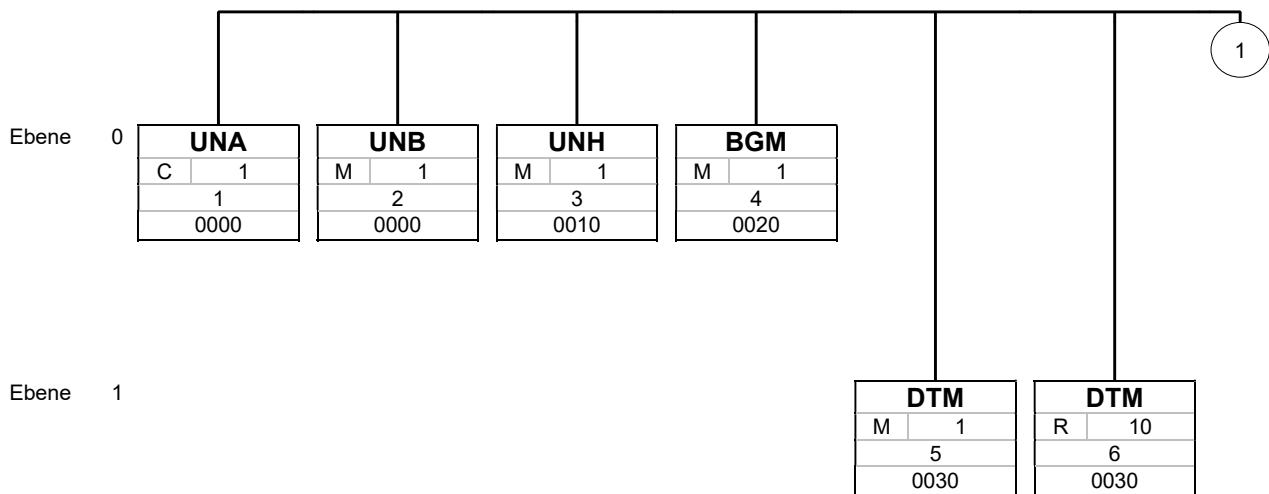 1
Ebene 0
UNA UNB UNH BGM
C 1 M 1 M 1 M 1
1 2 3 4
0000 0000 0010 0020
Ebene 1
DTM DTM
M 1 R 10
5 6
0030 0030